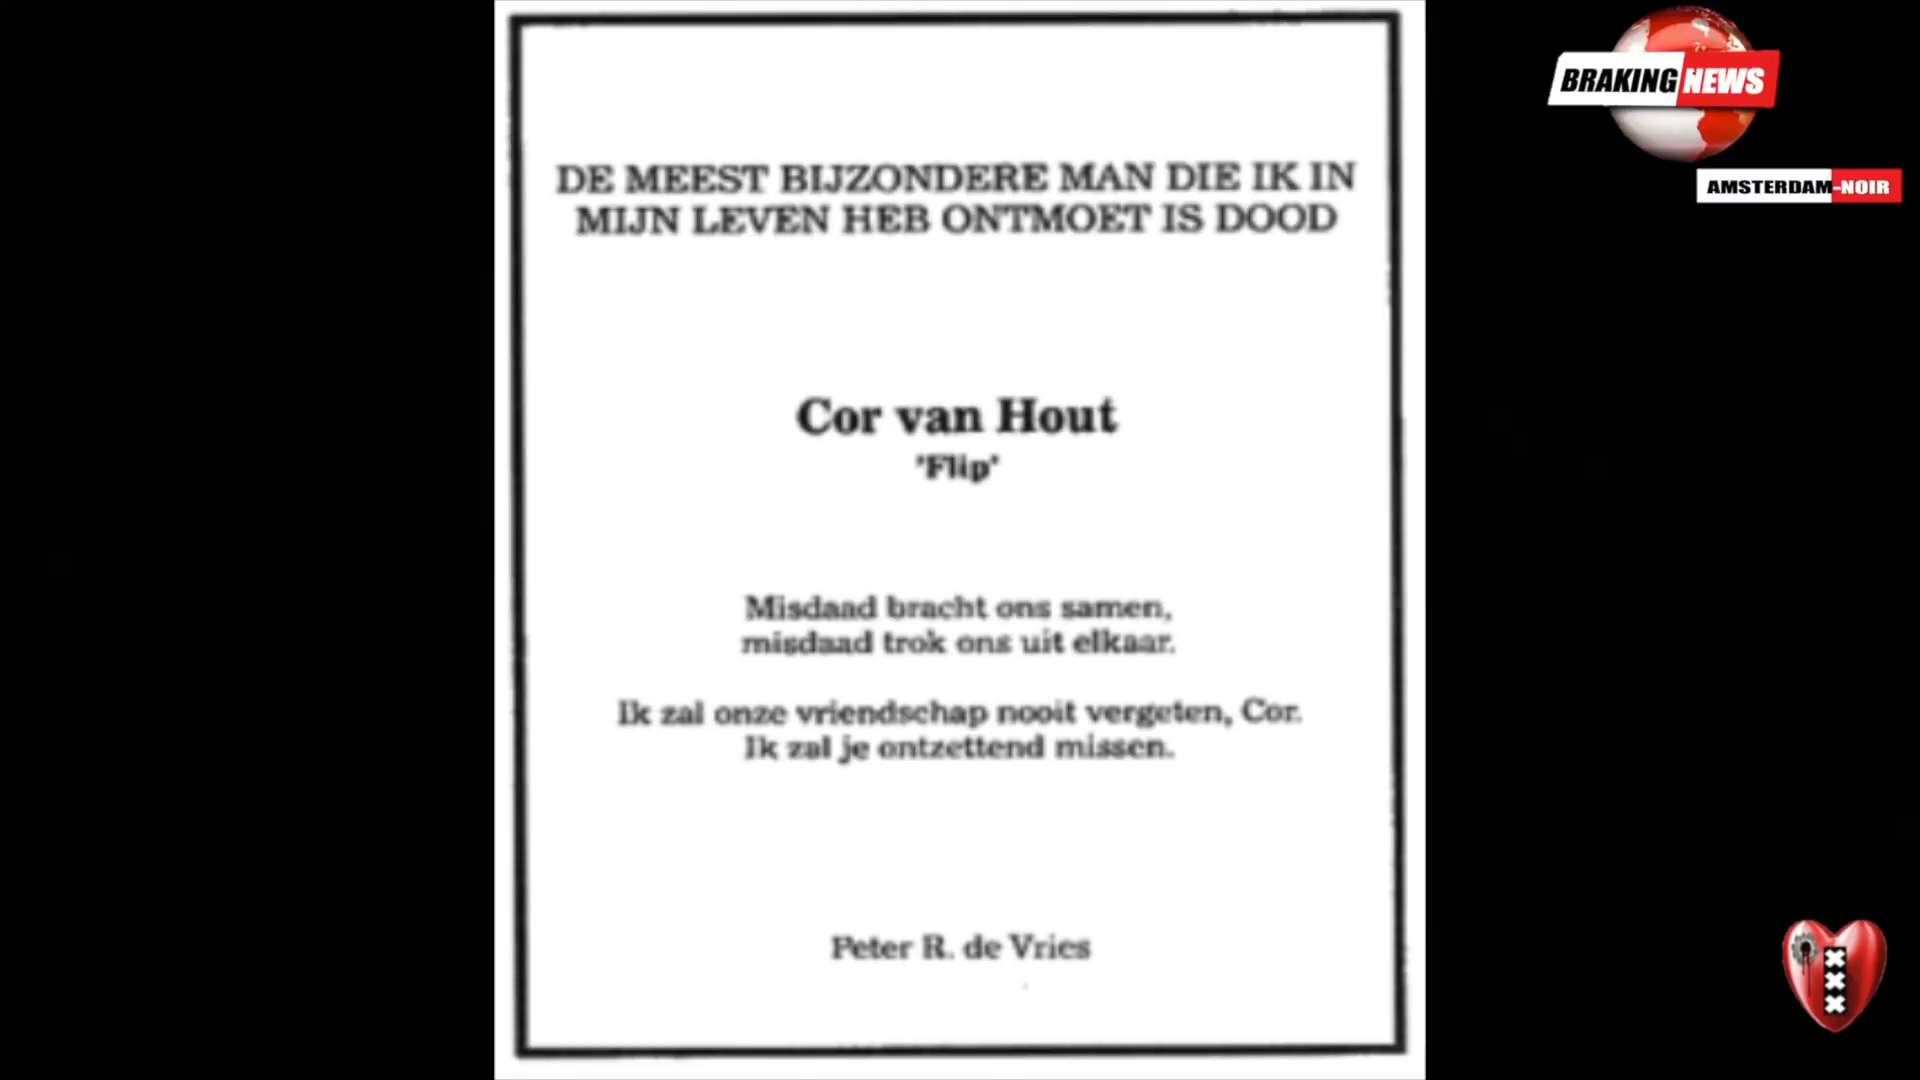 DE MEEST BIJZONDERE MAN DIE IK IN
MIJN LEVEN HEB ONTMOET IS DOOD
Cor van Hout
'Flip'
Misdaad bracht ons samen,
misdaad trok ons uit elkaar.
Ik zal onze vriendschap nooit vergeten, Cor.
Ik zal je ontzettend missen.
Peter R. de Vries
BRAKING NEWS
AMSTERDAM-NOIR
XXX